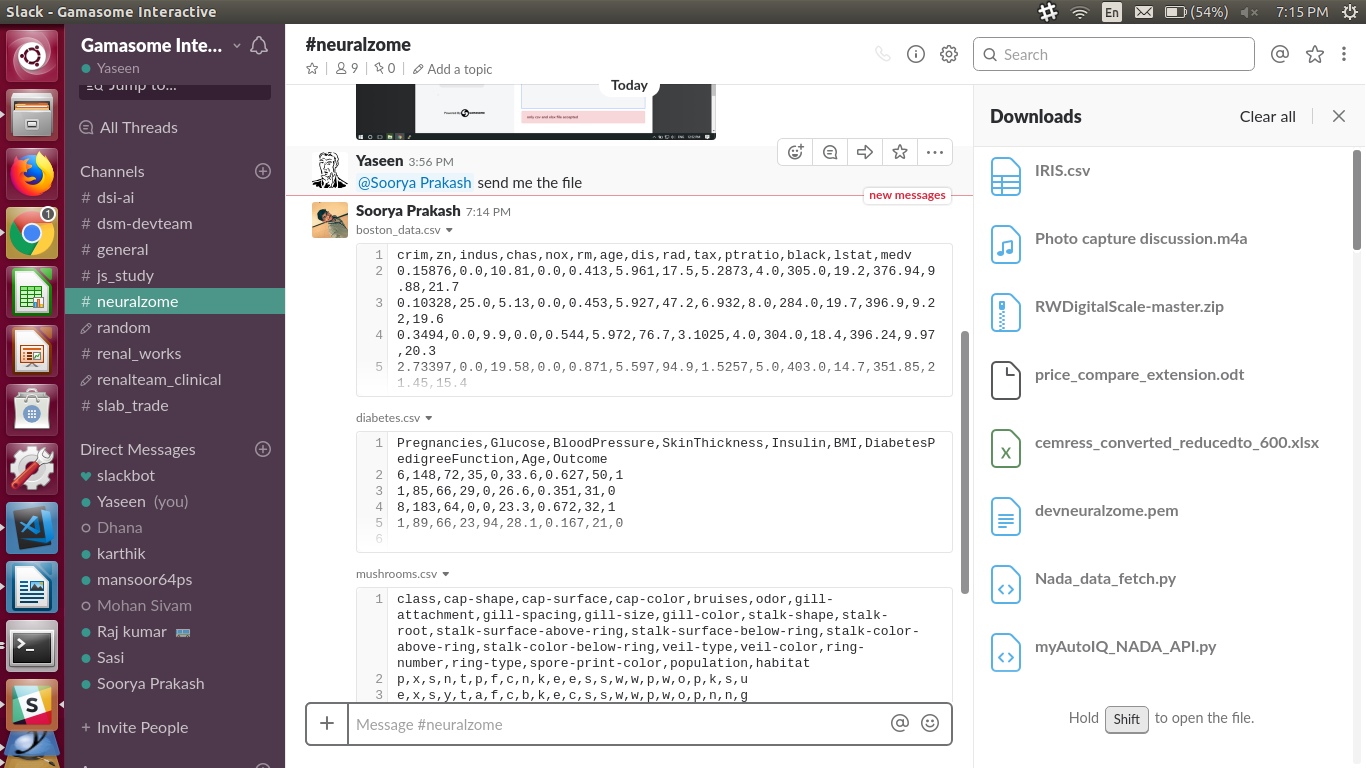 Slack - Gamasome Interactive
En
(54%)
7:15 PM
Gamasome Inte...
Yaseen
Jump to...
All Threads
Channels
# dsi-ai
# dsm-devteam
# general
# js_study
# neuralzome
random
# renal_works
renalteam_clinical
# slab_trade
Direct Messages
slackbot
Yaseen (you)
Dhana
karthik
mansoor64ps
Mohan Sivam
Raj kumar
Sasi
Soorya Prakash
+ Invite People
#neuralzome
9
0
Add a topic
Search
Today
Yaseen 3:56 PM
@Soorya Prakash send me the file
new messages
Soorya Prakash 7:14 PM
boston_data.csv
1 crim,zn,indus,chas,nox,rm,age,dis,rad,tax,ptratio,black,lstat,medv
2 0.15876,0.0,10.81,0.0,0.413,5.961,17.5,5.2873,4.0,305.0,19.2,376.94,9
.88,21.7
3 0.10328,25.0,5.13,0.0,0.453,5.927,47.2,6.932,8.0,284.0,19.7,396.9,9.2
2,19.6
4 0.3494,0.0,9.9,0.0,0.544,5.972,76.7,3.1025,4.0,304.0,18.4,396.24,9.97
,20.3
5 2.73397,0.0,19.58,0.0,0.871,5.597,94.9,1.5257,5.0,403.0,14.7,351.85,2
1.45,15.4
diabetes.csv
1 Pregnancies,Glucose,BloodPressure,SkinThickness,Insulin,BMI,DiabetesP
edigreeFunction,Age,Outcome
2 6,148,72,35,0,33.6,0.627,50,1
3 1,85,66,29,0,26.6,0.351,31,0
4 8,183,64,0,0,23.3,0.672,32,1
5 1,89,66,23,94,28.1,0.167,21,0
6
mushrooms.csv
1 class,cap-shape,cap-surface,cap-color,bruises,odor,gill-
attachment,gill-spacing,gill-size,gill-color,stalk-shape,stalk-
root,stalk-surface-above-ring,stalk-surface-below-ring,stalk-color-
above-ring,stalk-color-below-ring,veil-type,veil-color,ring-
number,ring-type,spore-print-color,population,habitat
2 p,x,s,n,t,p,f,c,n,k,e,e,s,s,w,w,p,w,o,p,k,s,u
3 e,x,s,y,t,a,f,c,b,k,e,c,s,s,w,w,p,w,o,p,n,n,g
Message #neuralzome
Downloads
Clear all
IRIS.csv
Photo capture discussion.m4a
RWDigitalScale-master.zip
price_compare_extension.odt
cemress_converted_reducedto_600.xlsx
devneuralzome.pem
Nada_data_fetch.py
myAutoIQ_NADA_API.py
Hold Shift to open the file.